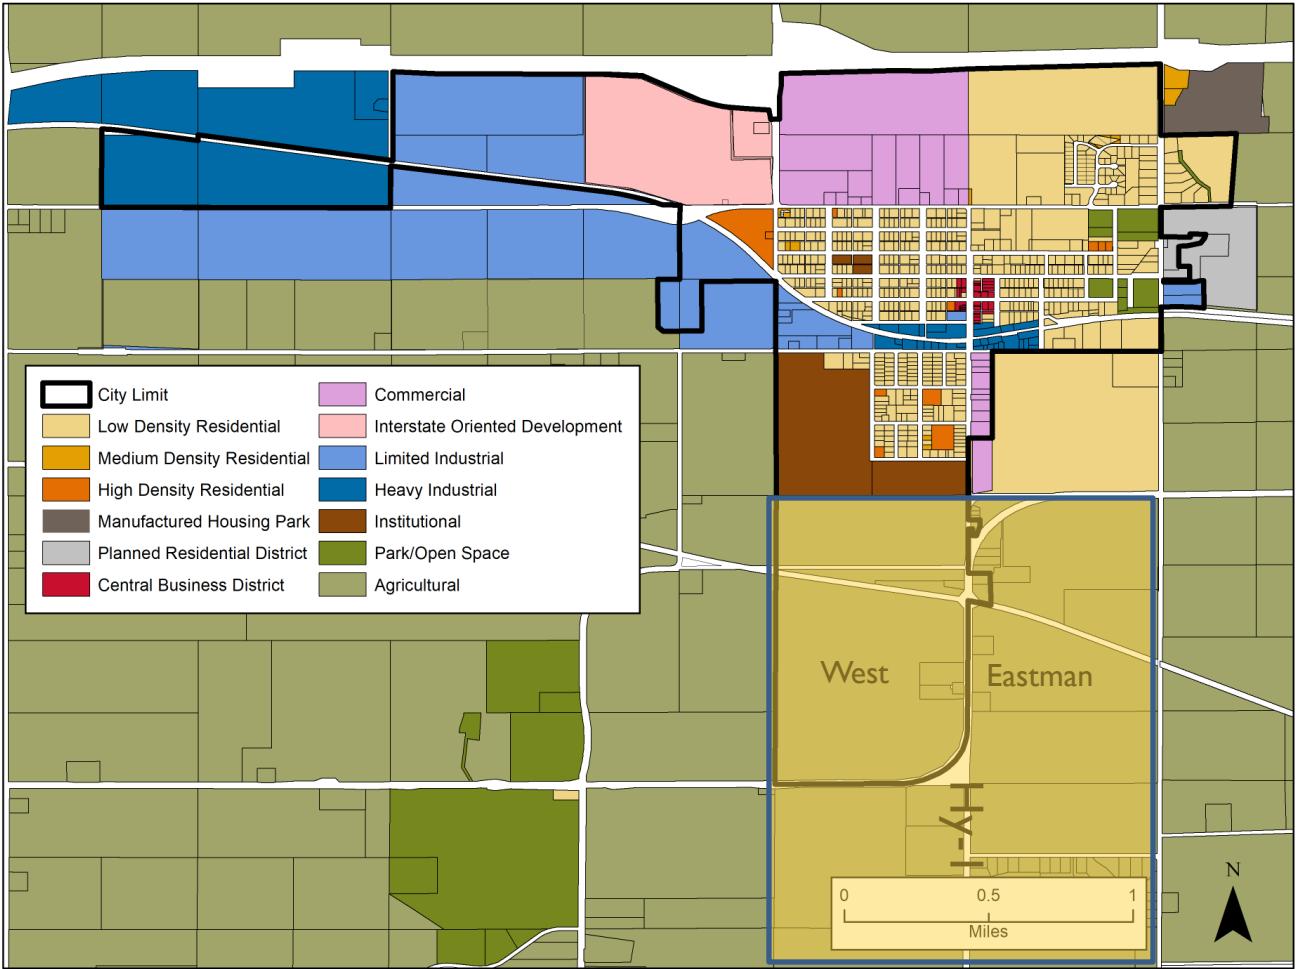 City Limit
Low Density Residential
Medium Density Residential
High Density Residential
Manufactured Housing Park
Planned Residential District
Central Business District
Commercial
Interstate Oriented Development
Limited Industrial
Heavy Industrial
Institutional
Park/Open Space
Agricultural
West
Eastman
Hy-I
N
0 0.5 1
Miles